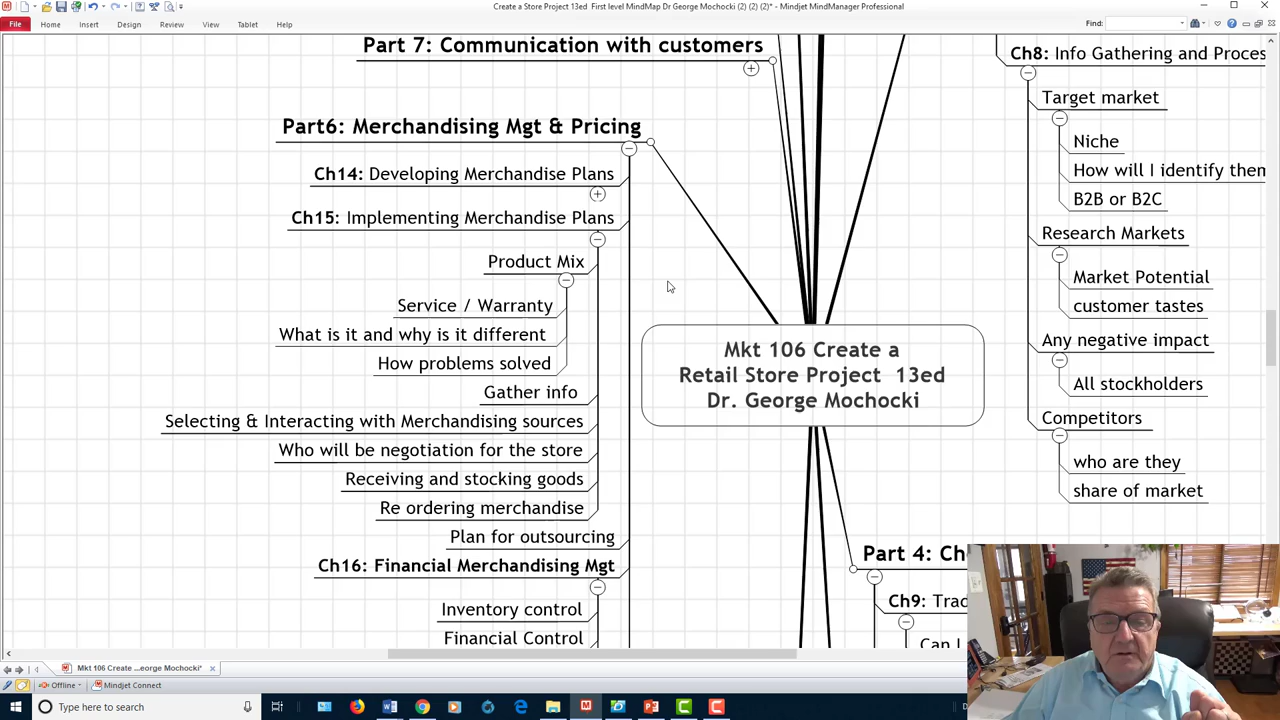 Create a Store Project 13ed First level MindMap Dr George Mochocki (2) (2) (2)* - Mindjet MindManager Professional
File Home Insert Design Review View Tablet Help Find:
Part 7: Communication with customers
Part6: Merchandising Mgt & Pricing
Ch14: Developing Merchandise Plans
Ch15: Implementing Merchandise Plans
Product Mix
Service / Warranty
What is it and why is it different
How problems solved
Gather info
Selecting & Interacting with Merchandising sources
Who will be negotiation for the store
Receiving and stocking goods
Re ordering merchandise
Plan for outsourcing
Ch16: Financial Merchandising Mgt
Inventory control
Financial Control
Mkt 106 Create a
Retail Store Project 13ed
Dr. George Mochocki
Ch8: Info Gathering and Proces
Target market
Niche
How will I identify them
B2B or B2C
Research Markets
Market Potential
customer tastes
Any negative impact
All stockholders
Competitors
who are they
share of market
Part 4: Ch
Ch9: Trad
Can I
Mkt 106 Create ...eorge Mochocki*
Offline Mindjet Connect
Type here to search